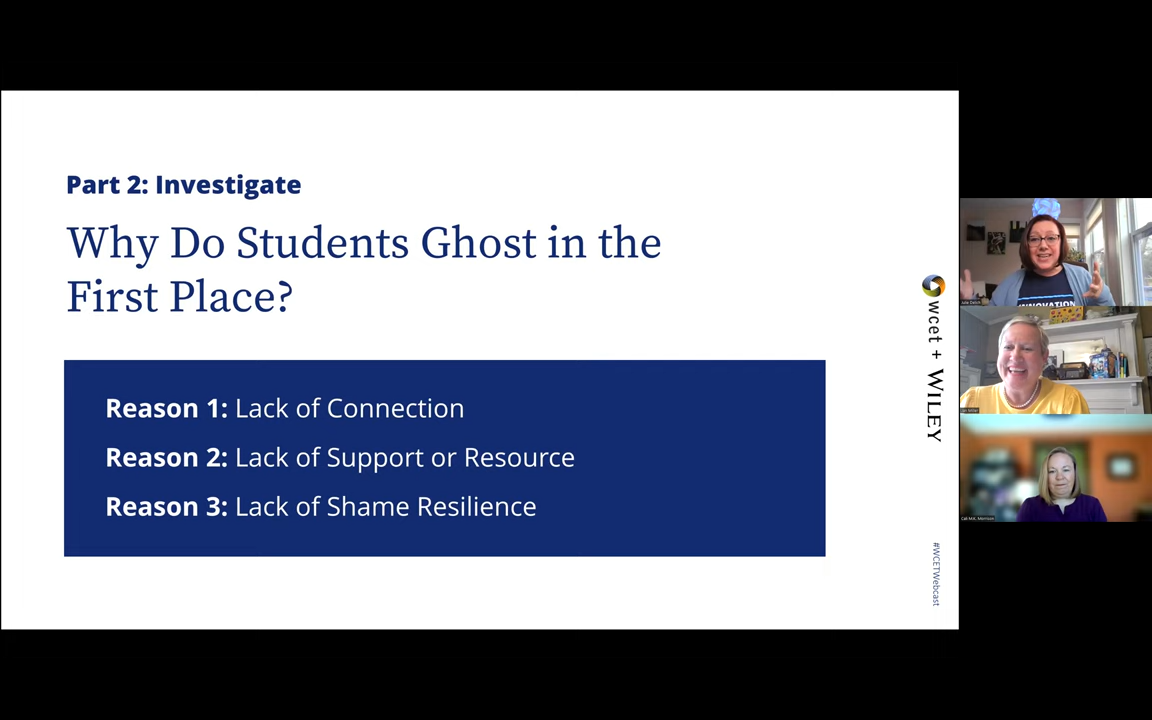 Part 2: Investigate
Why Do Students Ghost in the
First Place?
Reason 1: Lack of Connection
Reason 2: Lack of Support or Resource
Reason 3: Lack of Shame Resilience
wcet + WILEY
#WCETWebcast
INNOVATION